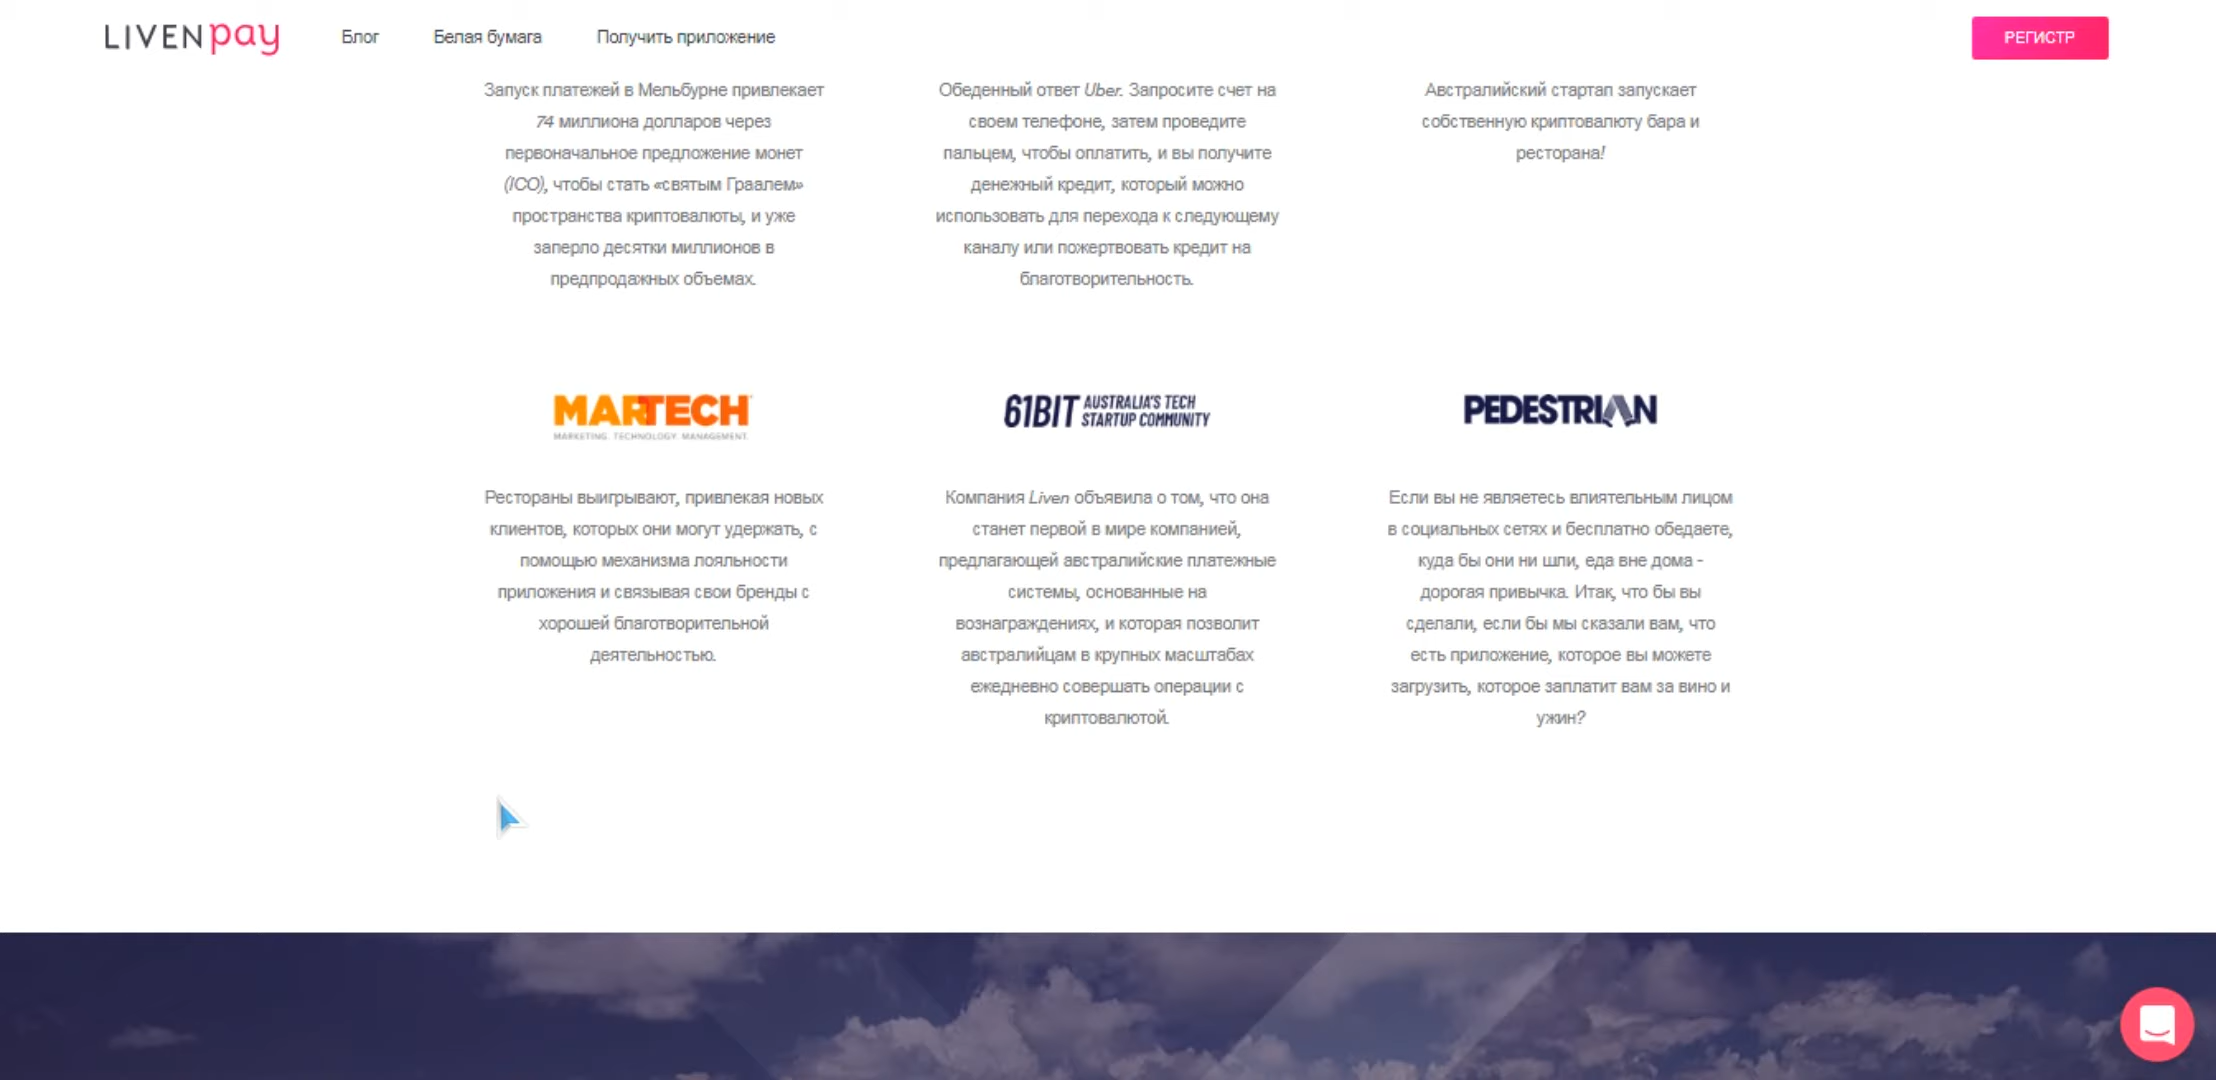 LIVENpay
Блог
Белая бумага
Получить приложение
РЕГИСТР
Запуск платежей в Мельбурне привлекает
74 миллиона долларов через
первоначальное предложение монет
(ICO), чтобы стать «святым Граалем»
пространства криптовалюты, и уже
заперло десятки миллионов в
предпродажных объемах.
Обеденный ответ Uber. Запросите счет на
своем телефоне, затем проведите
пальцем, чтобы оплатить, и вы получите
денежный кредит, который можно
использовать для перехода к следующему
каналу или пожертвовать кредит на
благотворительность.
Австралийский стартап запускает
собственную криптовалюту бара и
ресторана!
MARTECH
MARKETING. TECHNOLOGY. MANAGEMENT.
Рестораны выигрывают, привлекая новых
клиентов, которых они могут удержать, с
помощью механизма лояльности
приложения и связывая свои бренды с
хорошей благотворительной
деятельностью.
61BIT AUSTRALIA'S TECH
STARTUP COMMUNITY
Компания Liven объявила о том, что она
станет первой в мире компанией,
предлагающей австралийские платежные
системы, основанные на
вознаграждениях, и которая позволит
австралийцам в крупных масштабах
ежедневно совершать операции с
криптовалютой.
PEDESTRIAN
Если вы не являетесь влиятельным лицом
в социальных сетях и бесплатно обедаете,
куда бы они ни шли, еда вне дома -
дорогая привычка. Итак, что бы вы
сделали, если бы мы сказали вам, что
есть приложение, которое вы можете
загрузить, которое заплатит вам за вино и
ужин?